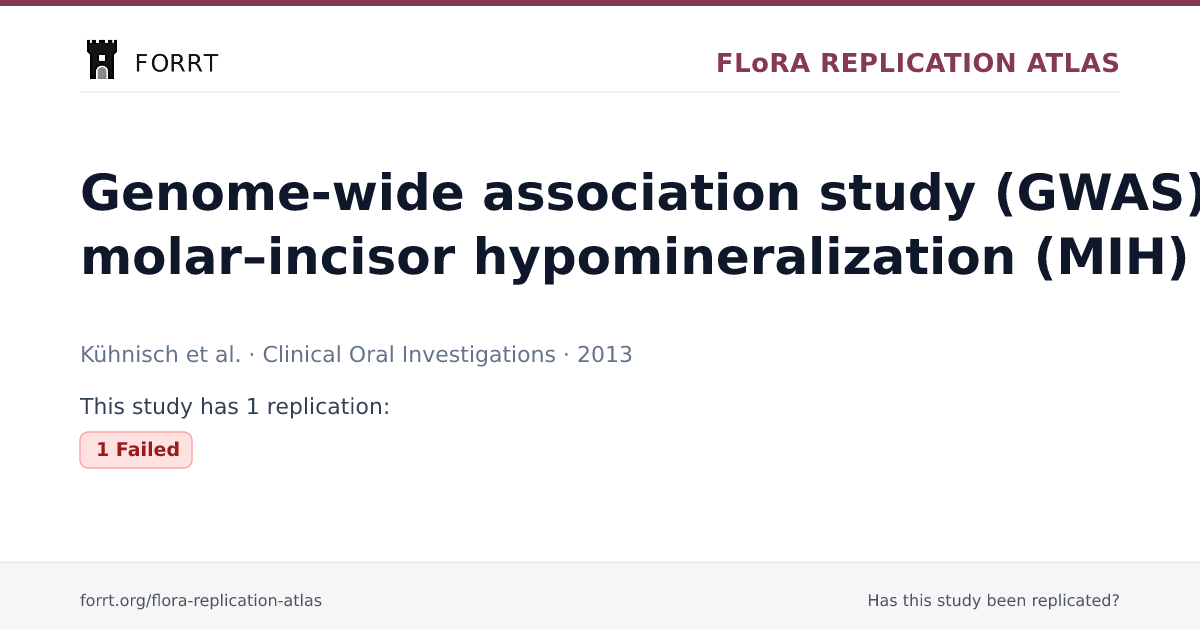 FORRT
FLoRA REPLICATION ATLAS
Genome-wide association study (GWAS)
molar–incisor hypomineralization (MIH)
Kühnisch et al. · Clinical Oral Investigations · 2013
This study has 1 replication:
1 Failed
forrt.org/flora-replication-atlas
Has this study been replicated?